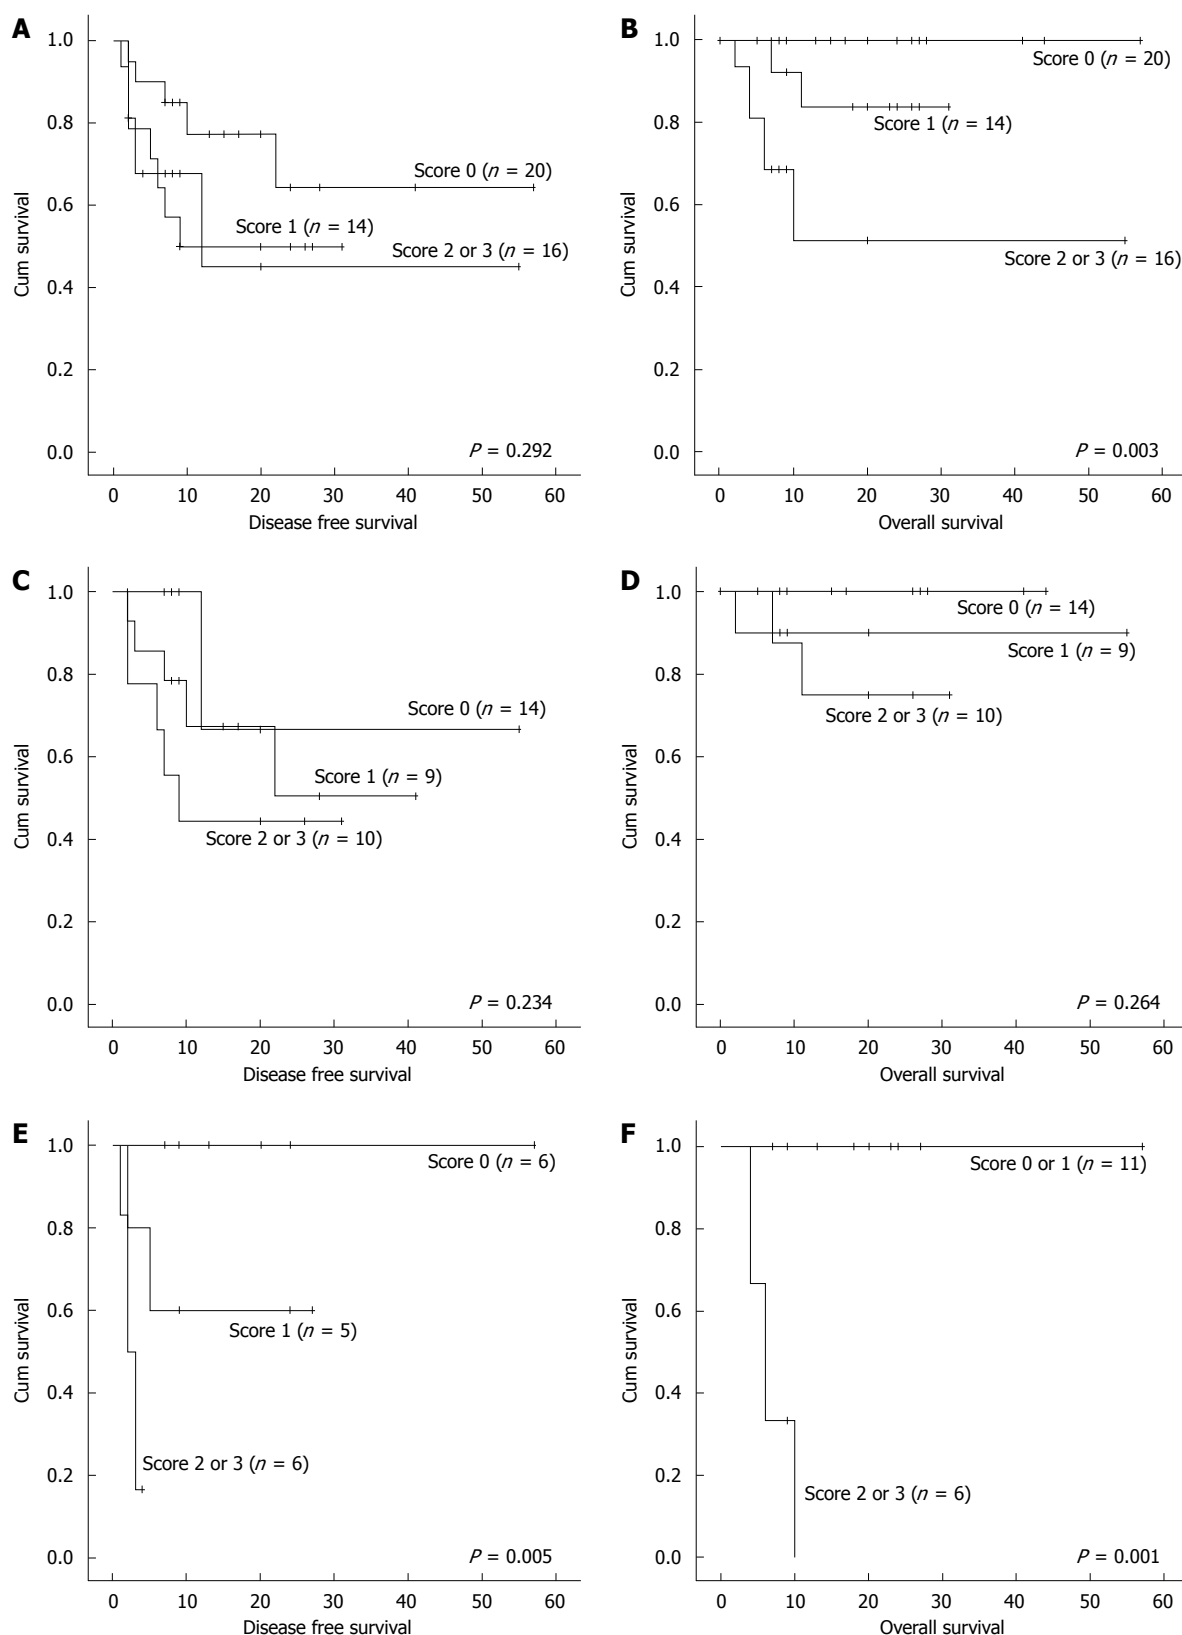 A
1.0
0.8
0.6
0.4
0.2
0.0
Cum survival
Score 0 (n = 20)
Score 1 (n = 14)
Score 2 or 3 (n = 16)
P = 0.292
0 10 20 30 40 50 60
Disease free survival
B
1.0
0.8
0.6
0.4
0.2
0.0
Cum survival
Score 0 (n = 20)
Score 1 (n = 14)
Score 2 or 3 (n = 16)
P = 0.003
0 10 20 30 40 50 60
Overall survival
C
1.0
0.8
0.6
0.4
0.2
0.0
Cum survival
Score 0 (n = 14)
Score 1 (n = 9)
Score 2 or 3 (n = 10)
P = 0.234
0 10 20 30 40 50 60
Disease free survival
D
1.0
0.8
0.6
0.4
0.2
0.0
Cum survival
Score 0 (n = 14)
Score 1 (n = 9)
Score 2 or 3 (n = 10)
P = 0.264
0 10 20 30 40 50 60
Overall survival
E
1.0
0.8
0.6
0.4
0.2
0.0
Cum survival
Score 0 (n = 6)
Score 1 (n = 5)
Score 2 or 3 (n = 6)
P = 0.005
0 10 20 30 40 50 60
Disease free survival
F
1.0
0.8
0.6
0.4
0.2
0.0
Cum survival
Score 0 or 1 (n = 11)
Score 2 or 3 (n = 6)
P = 0.001
0 10 20 30 40 50 60
Overall survival